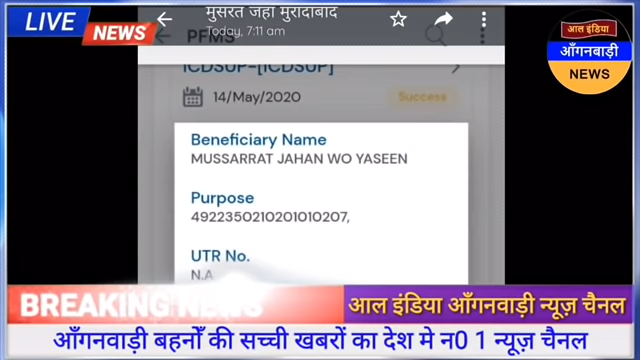 LIVE NEWS
मुसरत जहा मुरादाबाद
Today, 7:11 am
PFMS
ICDSUP-[ICDSUP]
14/May/2020
Success
Beneficiary Name
MUSSARRAT JAHAN WO YASEEN
Purpose
4922350210201010207,
UTR No.
N.A
आल इंडिया
आँगनबाड़ी
NEWS
BREAKING NEWS
आल इंडिया आँगनवाड़ी न्यूज़ चैनल
आँगनवाड़ी बहनोँ की सच्ची खबरों का देश मे न0 1 न्यूज़ चैनल